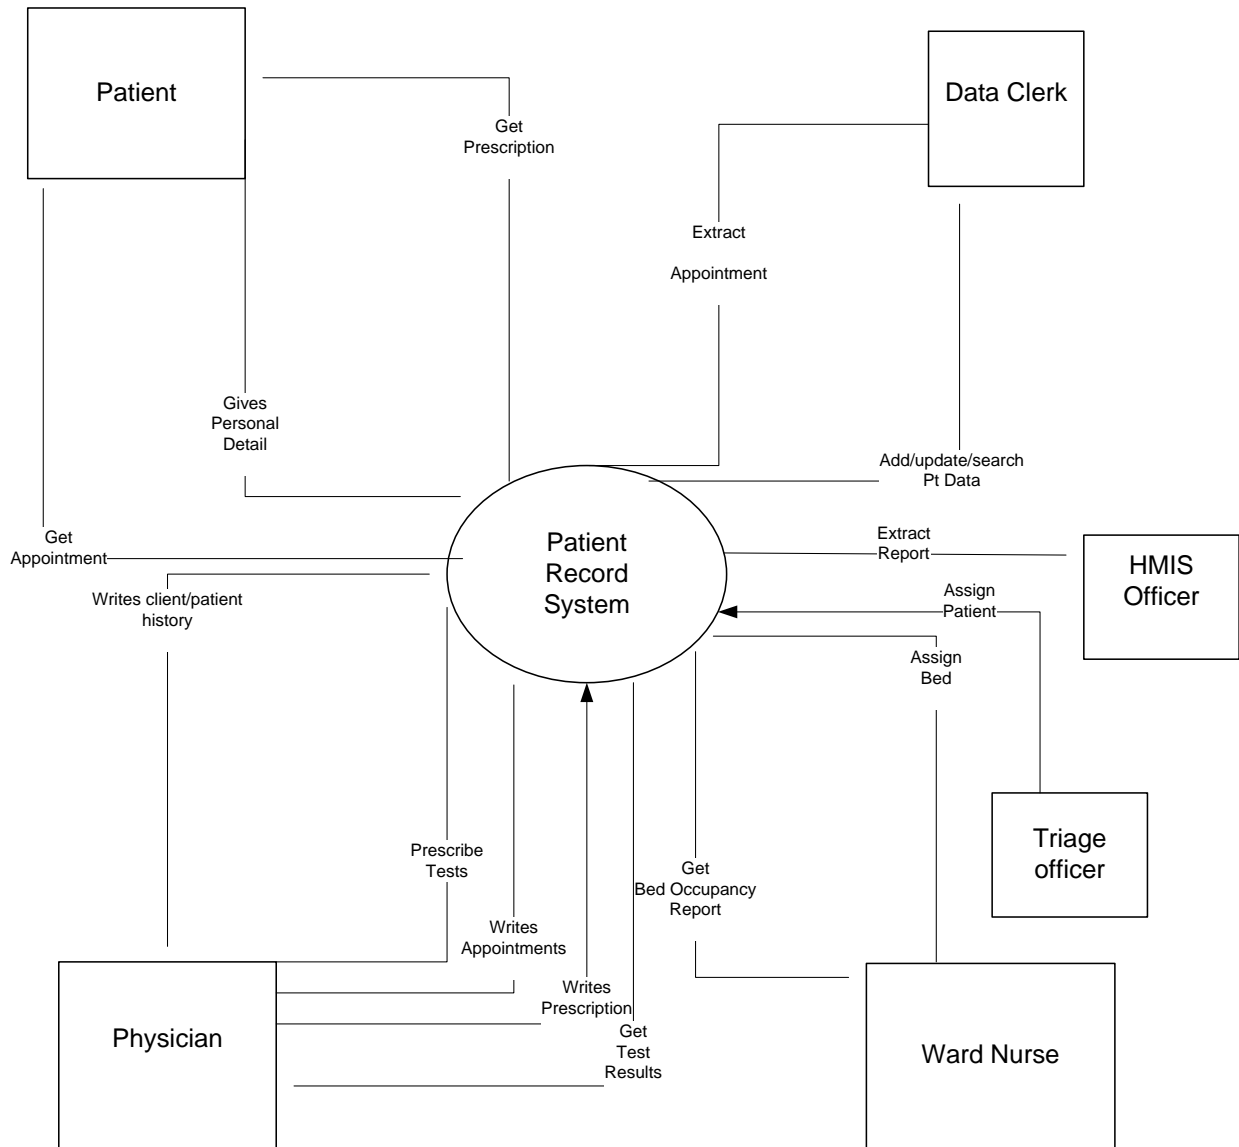 Patient
Data Clerk
Get
Prescription
Extract
Appointment
Gives
Personal
Detail
Add/update/search
Pt Data
Get
Appointment
Extract
Report
Patient
Record
System
HMIS
Officer
Writes client/patient
history
Assign
Patient
Assign
Bed
Triage
officer
Prescribe
Tests
Get
Bed Occupancy
Report
Writes
Appointments
Writes
Prescription
Get
Test
Results
Physician
Ward Nurse